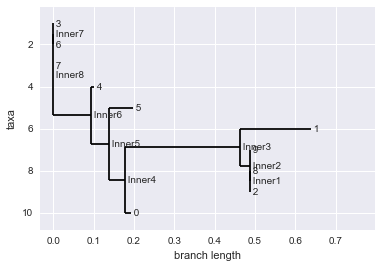 3
Inner7
2
6
7
Inner8
4
4
5
Inner6
6
1
Inner5
Inner3
9
Inner2
8
8
Inner4
Inner1
2
10
0
0.0 0.1 0.2 0.3 0.4 0.5 0.6 0.7
branch length
taxa